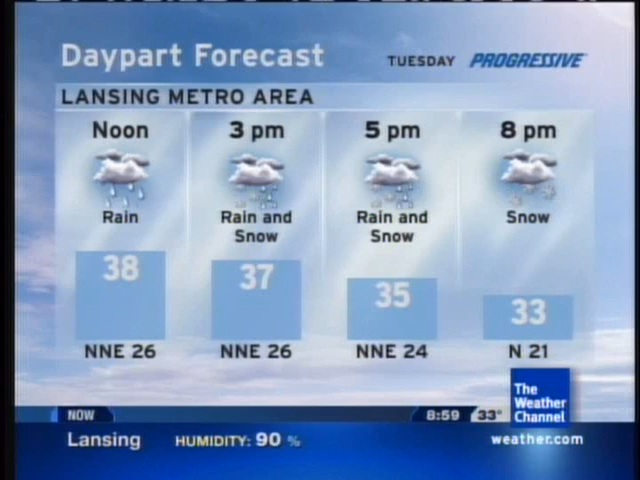 Daypart Forecast
TUESDAY PROGRESSIVE
LANSING METRO AREA
Noon 3 pm 5 pm 8 pm
Rain Rain and Snow Rain and Snow Snow
38 37 35 33
NNE 26 NNE 26 NNE 24 N 21
The
Weather
Channel
NOW 8:59 33°
Lansing HUMIDITY: 90 % weather.com